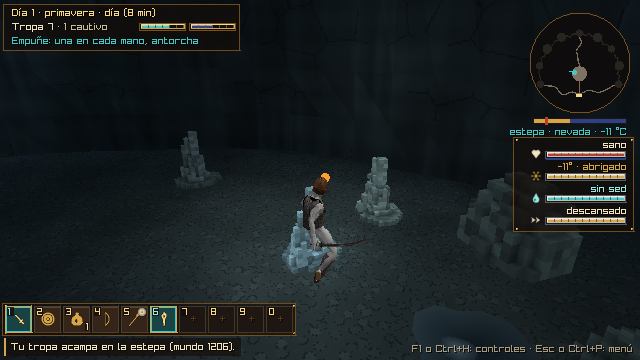 Día 1 · primavera · día (8 min)
Tropa 7 · 1 cautivo
Empuñe: una en cada mano, antorcha
estepa · nevada · -11 °C
sano
-11° · abrigado
sin sed
descansado
1 2 3 4 5 6 7 8 9 0
1
Tu tropa acampa en la estepa (mundo 1206).
F1 o Ctrl+H: controles · Esc o Ctrl+P: menú